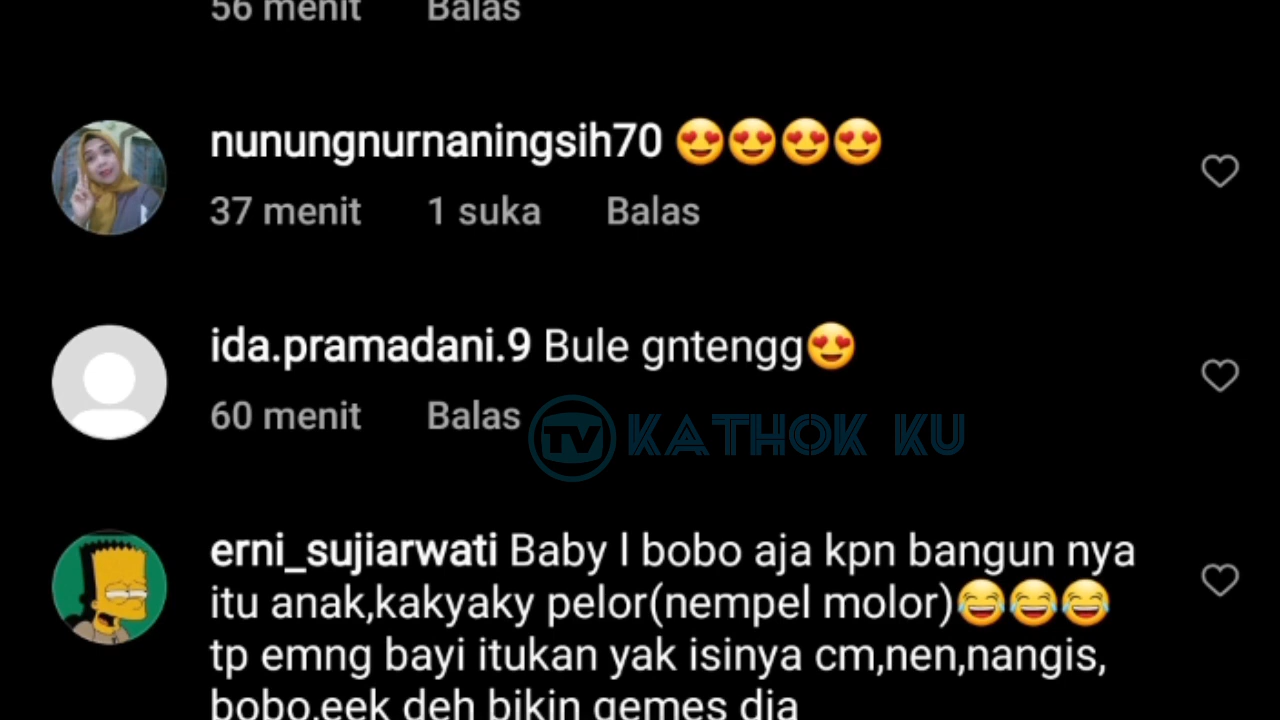 56 menit Balas
nunungnurnaningsih70 😍😍😍😍
37 menit 1 suka Balas
ida.pramadani.9 Bule gntengg😍
60 menit Balas
TV KATHOK KU
erni_sujiarwati Baby l bobo aja kpn bangun nya
itu anak,kakyaky pelor(nempel molor)😂😂😂
tp emng bayi itukan yak isinya cm,nen,nangis,
bobo,eek deh bikin gemes dia